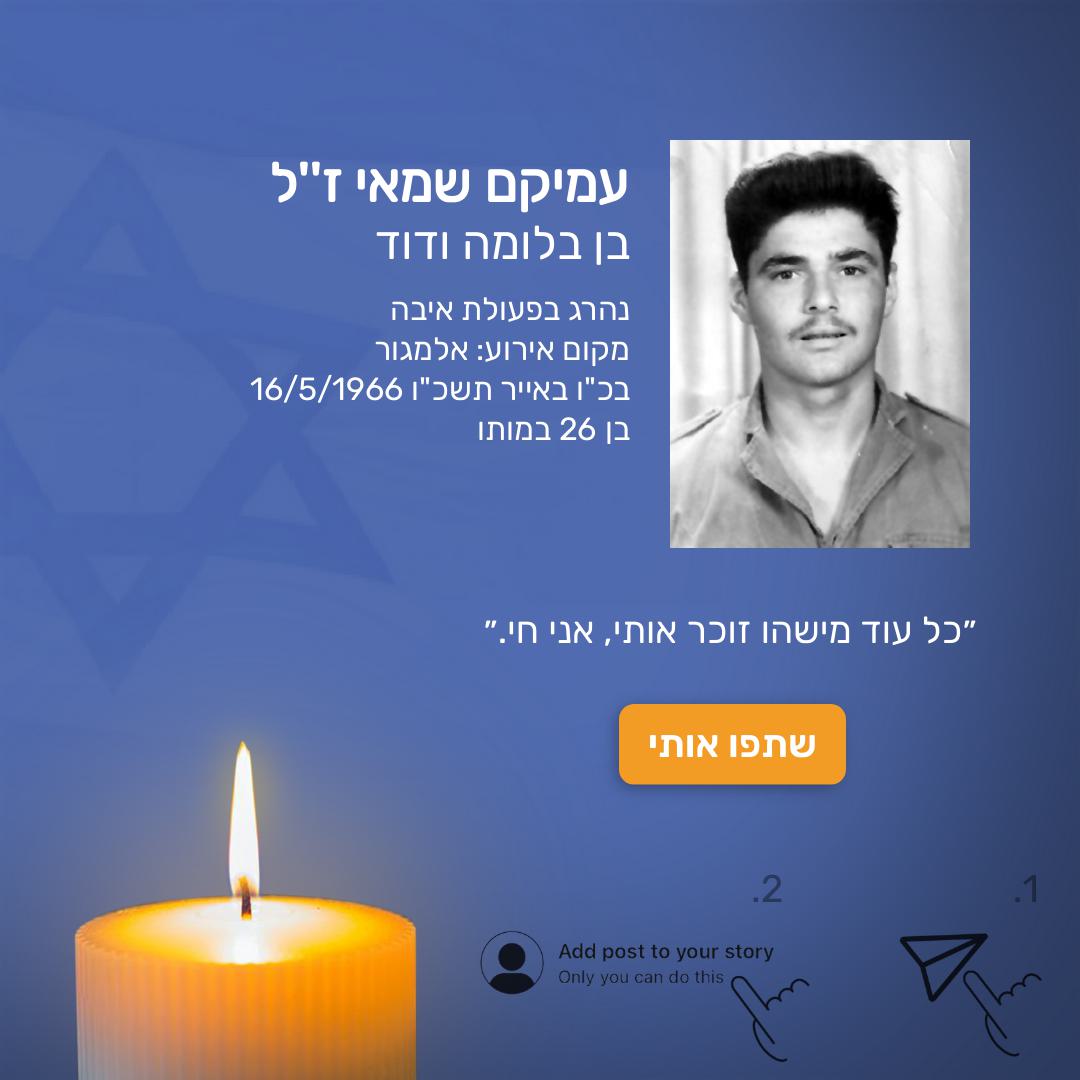 עמיקם שמאי ז"ל
בן בלומה ודוד
נהרג בפעולת איבה
מקום אירוע: אלמגור
בכ"ו באייר תשכ"ו 16/5/1966
בן 26 במותו
״כל עוד מישהו זוכר אותי, אני חי.״
שתפו אותי
1.
2.
Add post to your story
Only you can do this